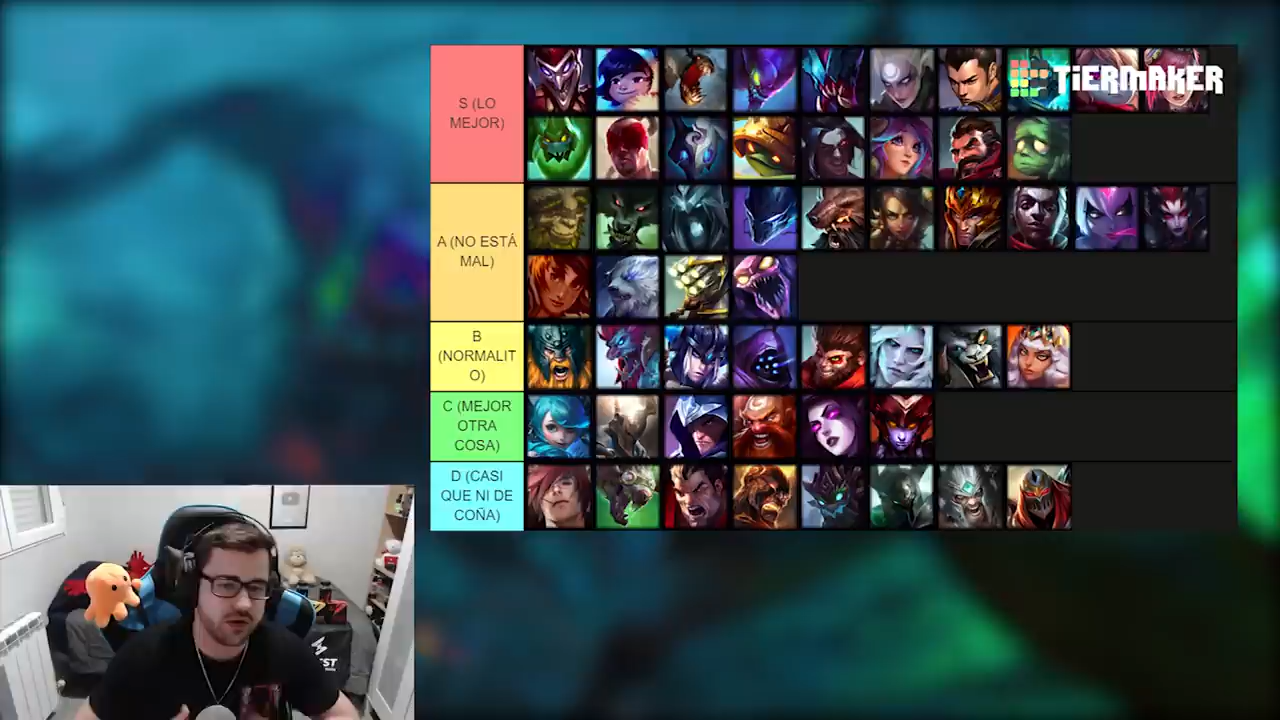 TIERMAKER
S (LO
MEJOR)
A (NO ESTÁ
MAL)
B
(NORMALIT
O)
C (MEJOR
OTRA
COSA)
D (CASI
QUE NI DE
COÑA)